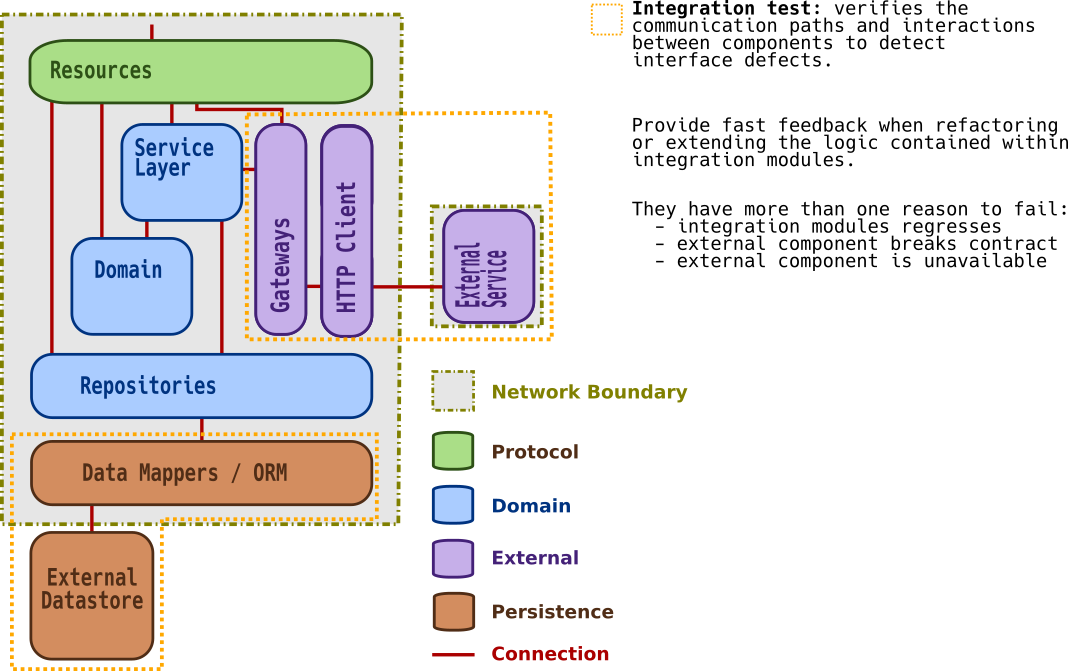 Integration test: verifies the
communication paths and interactions
between components to detect
interface defects.
Provide fast feedback when refactoring
or extending the logic contained within
integration modules.
They have more than one reason to fail:
- integration modules regresses
- external component breaks contract
- external component is unavailable
Resources
Service
Layer
Domain
Gateways
HTTP Client
External
Service
Repositories
Data Mappers / ORM
External
Datastore
Network Boundary
Protocol
Domain
External
Persistence
Connection